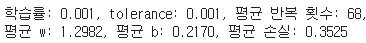 학습률: 0.001, tolerance: 0.001, 평균 반복 횟수: 68,
평균 w: 1.2982, 평균 b: 0.2170, 평균 손실: 0.3525